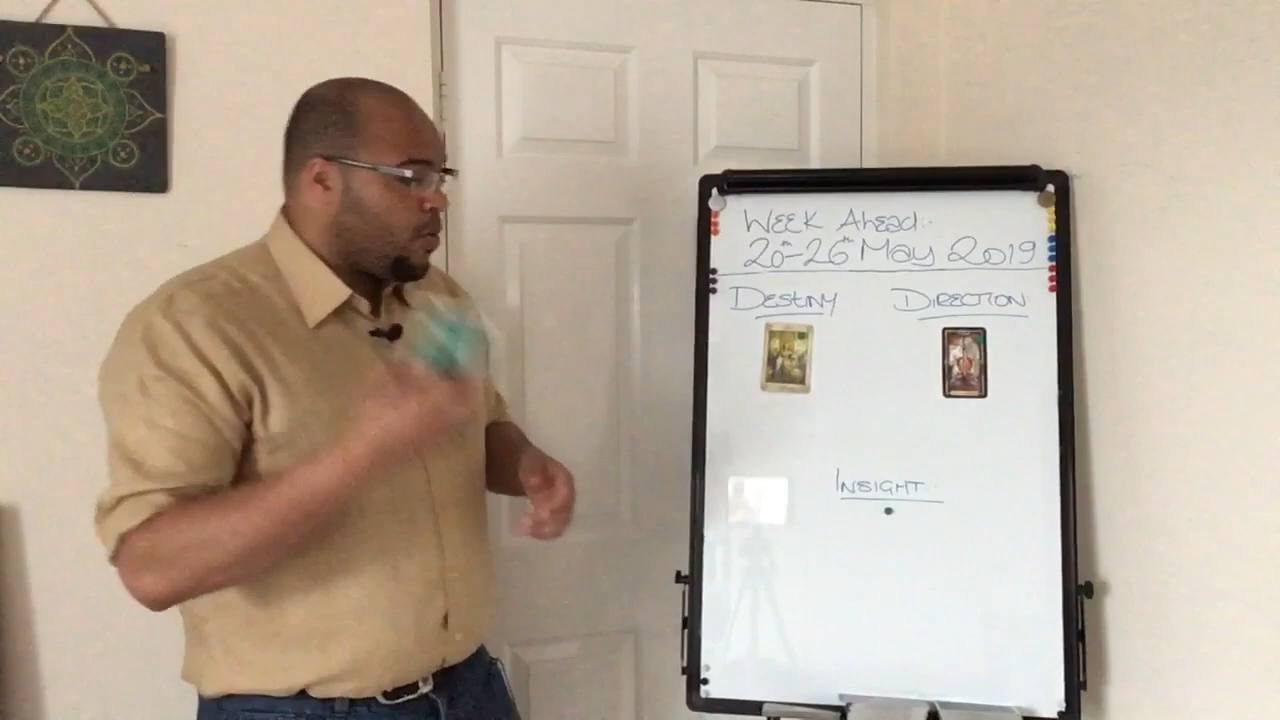 WEEK AHEAD:
20th-26th MAY 2019
DESTINY
DIRECTION
INSIGHT